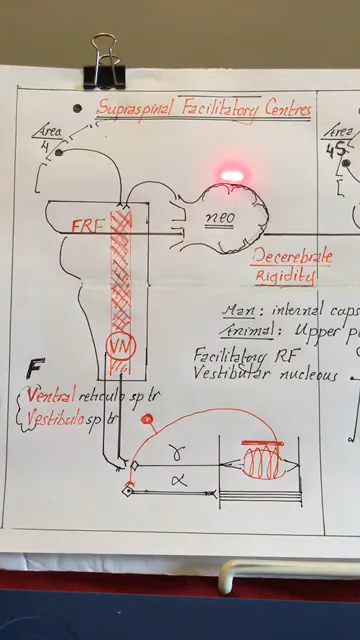 Supraspinal Facilitatory Centres
Area
4
Area
4S
neo
FRF
Decerebrate
Rigidity
Man: internal caps
Animal: Upper p
Facilitatory RF
Vestibular nucleous
VN
F
Ventral reticulo sp tr
Vestibulo sp tr
γ
α